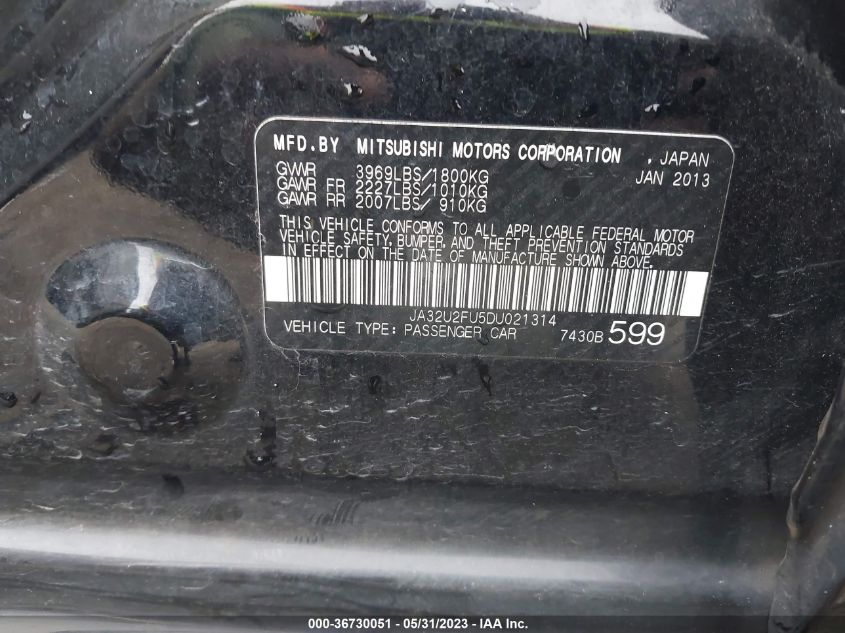 MFD.BY MITSUBISHI MOTORS CORPORATION , JAPAN
GVWR 3969LBS/1800KG JAN 2013
GAWR FR 2227LBS/1010KG
GAWR RR 2007LBS/ 910KG
THIS VEHICLE CONFORMS TO ALL APPLICABLE FEDERAL MOTOR
VEHICLE SAFETY, BUMPER, AND THEFT PREVENTION STANDARDS
IN EFFECT ON THE DATE OF MANUFACTURE SHOWN ABOVE.
JA32U2FU5DU021314
VEHICLE TYPE: PASSENGER CAR 7430B 599
000-36730051 - 05/31/2023 - IAA Inc.